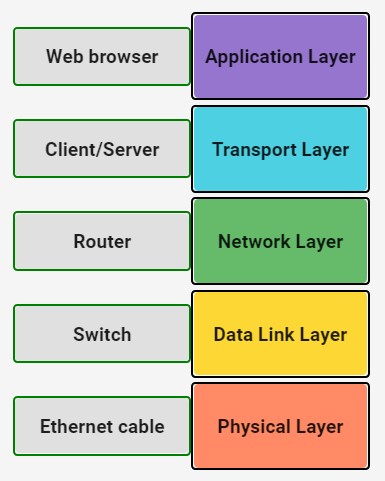 Web browser Application Layer
Client/Server Transport Layer
Router Network Layer
Switch Data Link Layer
Ethernet cable Physical Layer